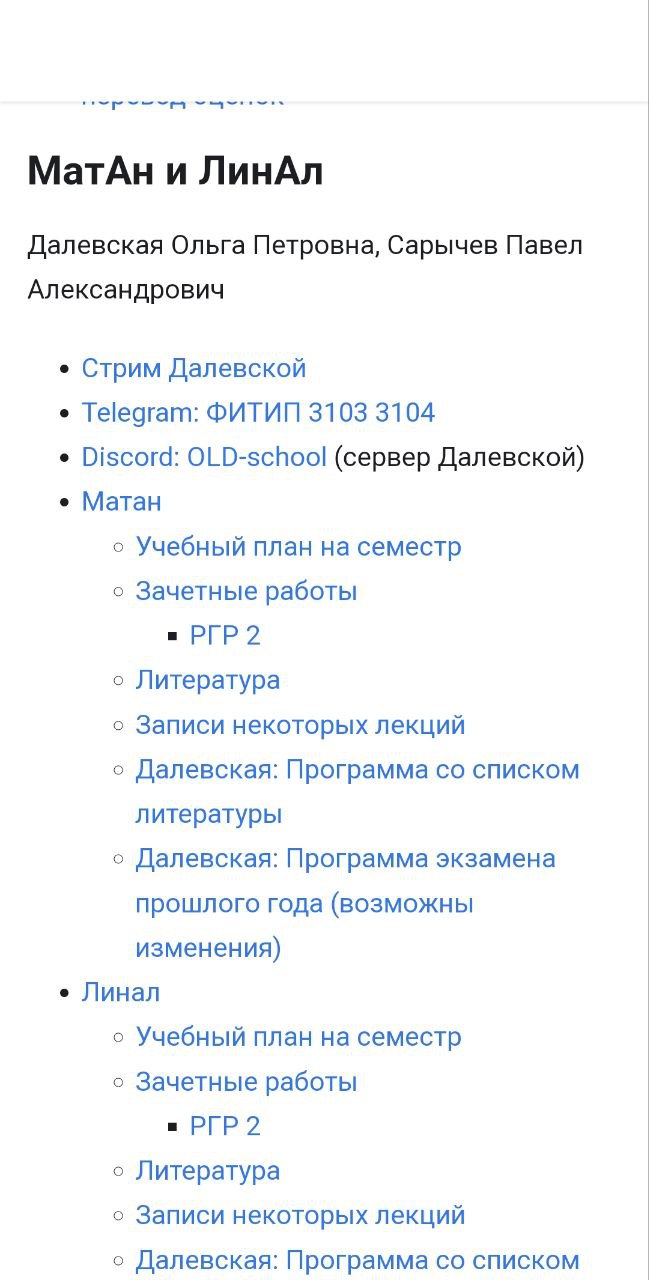 перевод оценок
МатАн и ЛинАл
Далевская Ольга Петровна, Сарычев Павел
Александрович
Стрим Далевской
Telegram: ФИТИП 3103 3104
Discord: OLD-school (сервер Далевской)
Матан
Учебный план на семестр
Зачетные работы
РГР 2
Литература
Записи некоторых лекций
Далевская: Программа со списком
литературы
Далевская: Программа экзамена
прошлого года (возможны
изменения)
Линал
Учебный план на семестр
Зачетные работы
РГР 2
Литература
Записи некоторых лекций
Далевская: Программа со списком